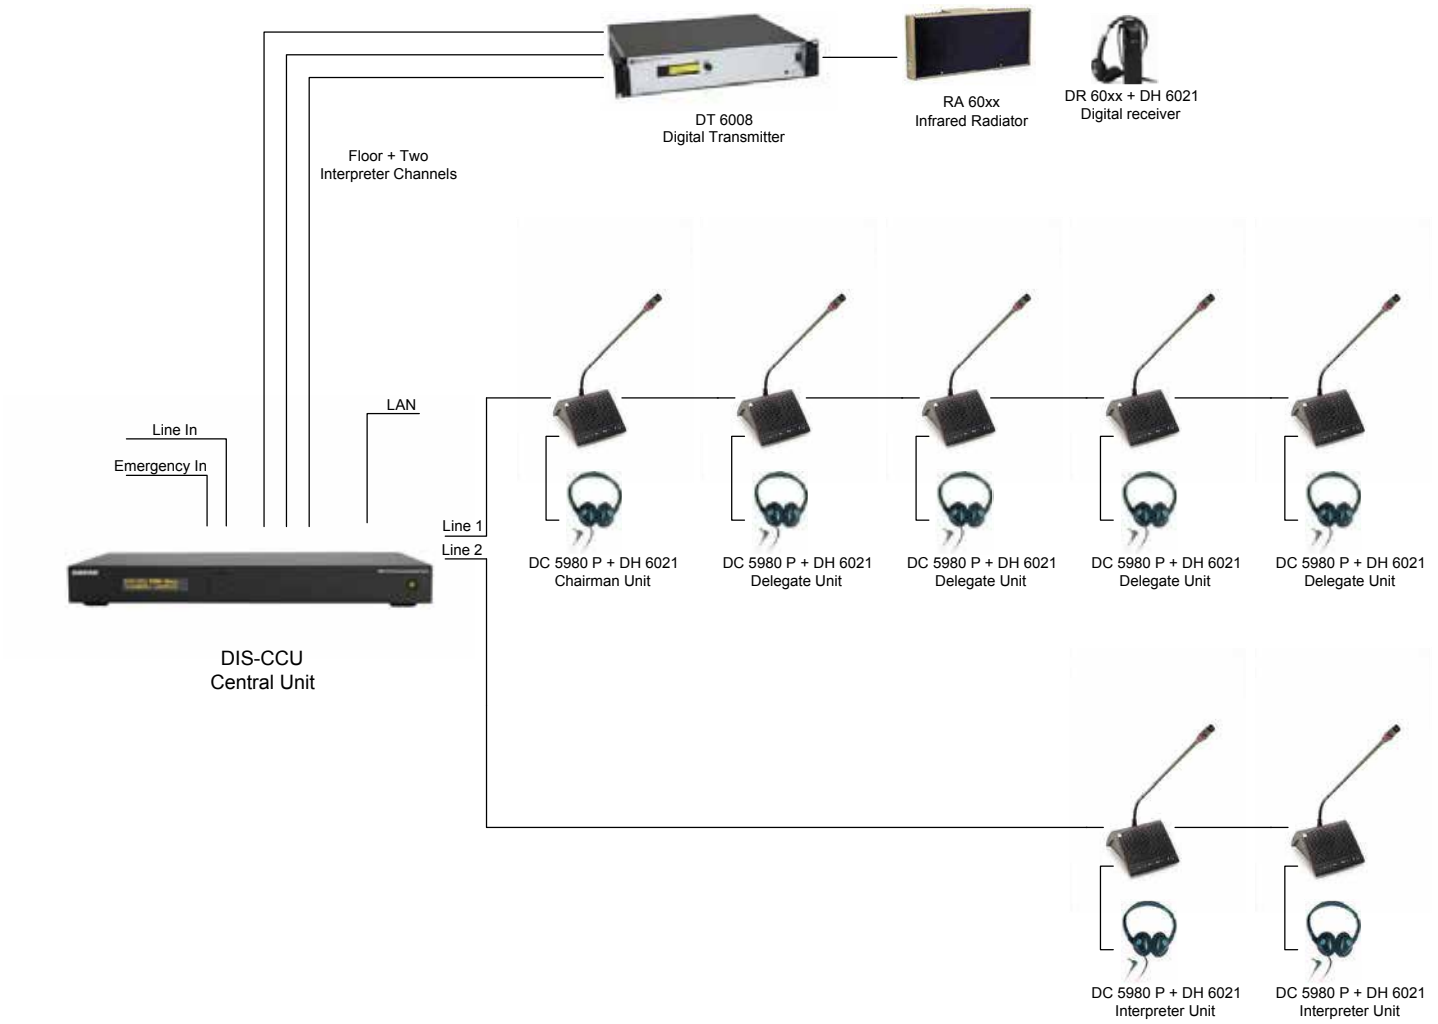 DT 6008
Digital Transmitter
RA 60xx
Infrared Radiator
DR 60xx + DH 6021
Digital receiver
Floor + Two
Interpreter Channels
LAN
Line In
Emergency In
Line 1
Line 2
DC 5980 P + DH 6021
Chairman Unit
DC 5980 P + DH 6021
Delegate Unit
DC 5980 P + DH 6021
Delegate Unit
DC 5980 P + DH 6021
Delegate Unit
DC 5980 P + DH 6021
Delegate Unit
DIS-CCU
Central Unit
DC 5980 P + DH 6021
Interpreter Unit
DC 5980 P + DH 6021
Interpreter Unit